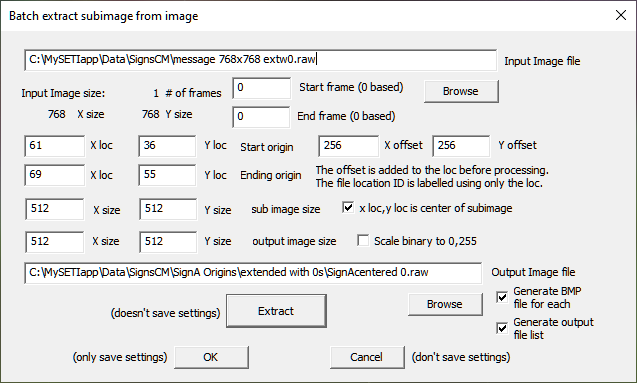 Batch extract subimage from image
C:\MySETIapp\Data\SignsCM\message 768x768 extw0.raw
Input Image file
Input Image size: 1 # of frames 0 Start frame (0 based) Browse
768 X size 768 Y size 0 End frame (0 based)
61 X loc 36 Y loc Start origin 256 X offset 256 Y offset
69 X loc 55 Y loc Ending origin The offset is added to the loc before processing.
The file location ID is labelled using only the loc.
512 X size 512 Y size sub image size x loc,y loc is center of subimage
512 X size 512 Y size output image size Scale binary to 0,255
C:\MySETIapp\Data\SignsCM\SignA Origins\extended with 0s\SignAcentered 0.raw
Output Image file
(doesn't save settings) Extract Browse Generate BMP
file for each
Generate output
file list
(only save settings) OK Cancel (don't save settings)